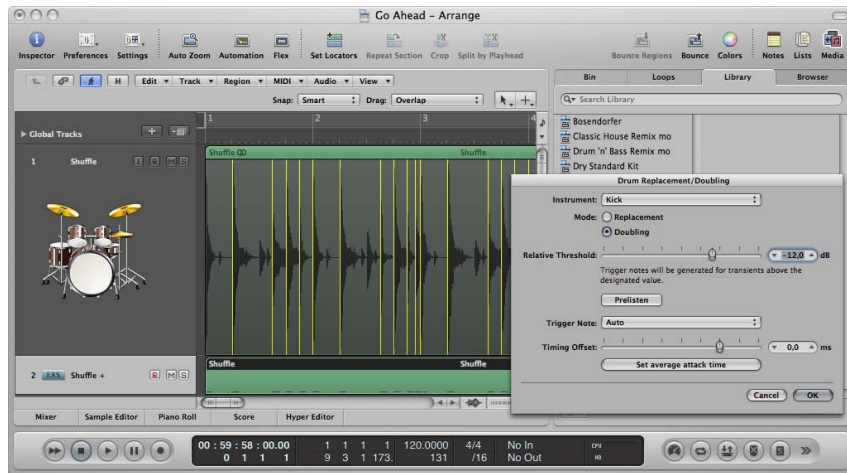 Go Ahead – Arrange
Inspector Preferences Settings Auto Zoom Automation Flex Set Locators Repeat Section Crop Split by Playhead Bounce Regions Bounce Colors Notes Lists Media
H Edit Track Region MIDI Audio View
Bin Loops Library Browser
Snap: Smart Drag: Overlap
Search Library
1 2 3 4
Global Tracks
Bosendorfer
Classic House Remix mo
Drum 'n' Bass Remix mo
Dry Standard Kit
Shuffle Shuffle
1 Shuffle I R M S
Drum Replacement/Doubling
Instrument: Kick
Mode: Replacement
Doubling
Relative Threshold: -12,0 dB
Trigger notes will be generated for transients above the
designated value.
Prelisten
Trigger Note: Auto
Timing Offset: 0,0 ms
Set average attack time
Cancel OK
Shuffle Shuffle
2 EXS Shuffle + R M S
Mixer Sample Editor Piano Roll Score Hyper Editor
00 : 59 : 58 : 00.00 1 1 1 1 120.0000 4/4 No In CPU
0 1 1 1 9 3 1 173. 131 /16 No Out HD